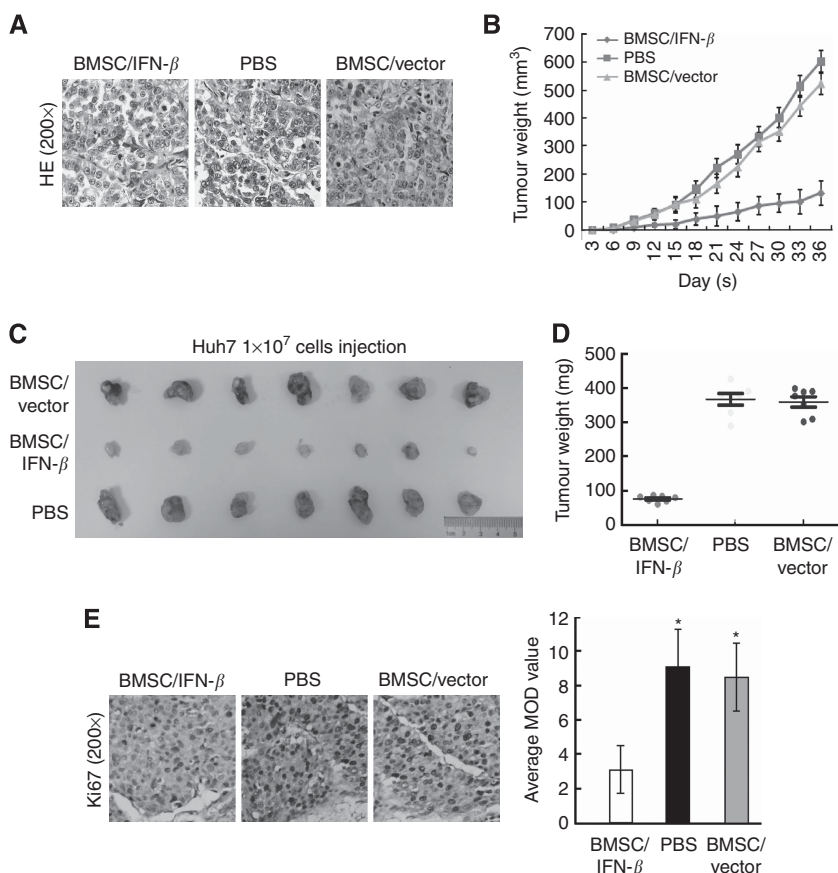 A
BMSC/IFN-β PBS BMSC/vector
HE (200×)
B
Tumour weight (mm³)
700
600
500
400
300
200
100
0
BMSC/IFN-β
PBS
BMSC/vector
3 6 9 12 15 18 21 24 27 30 33 36
Day (s)
C
Huh7 1×10⁷ cells injection
BMSC/
vector
BMSC/
IFN-β
PBS
D
Tumour weight (mg)
500
400
300
200
100
0
BMSC/
IFN-β
PBS
BMSC/
vector
E
BMSC/IFN-β PBS BMSC/vector
Ki67 (200×)
Average MOD value
12
10
8
6
4
2
0
*
*
BMSC/
IFN-β
PBS
BMSC/
vector